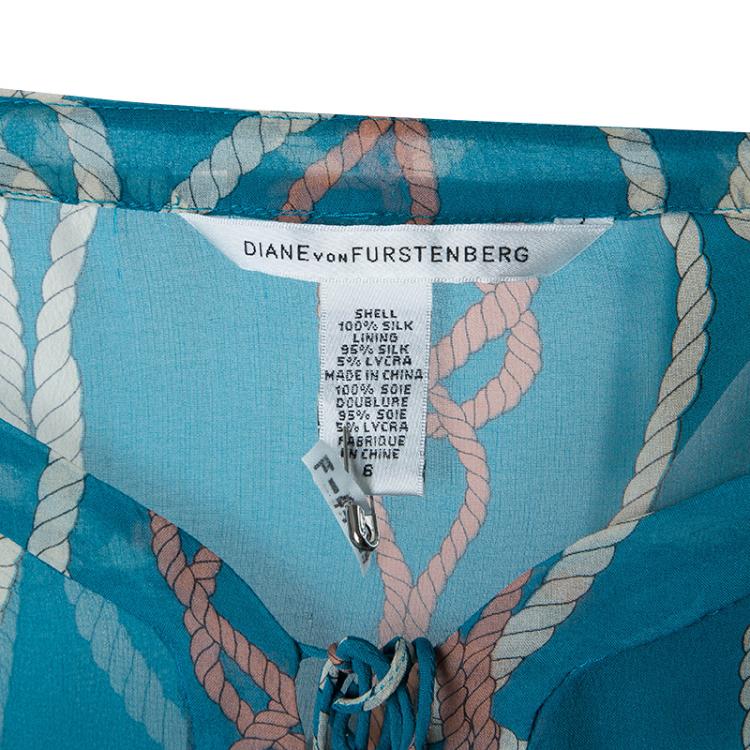 DIANE VON FURSTENBERG
SHELL
100% SILK
LINING
95% SILK
5% LYCRA
MADE IN CHINA
100% SOIE
DOUBLURE
95% SOIE
5% LYCRA
FABRIQUE
EN CHINE
6